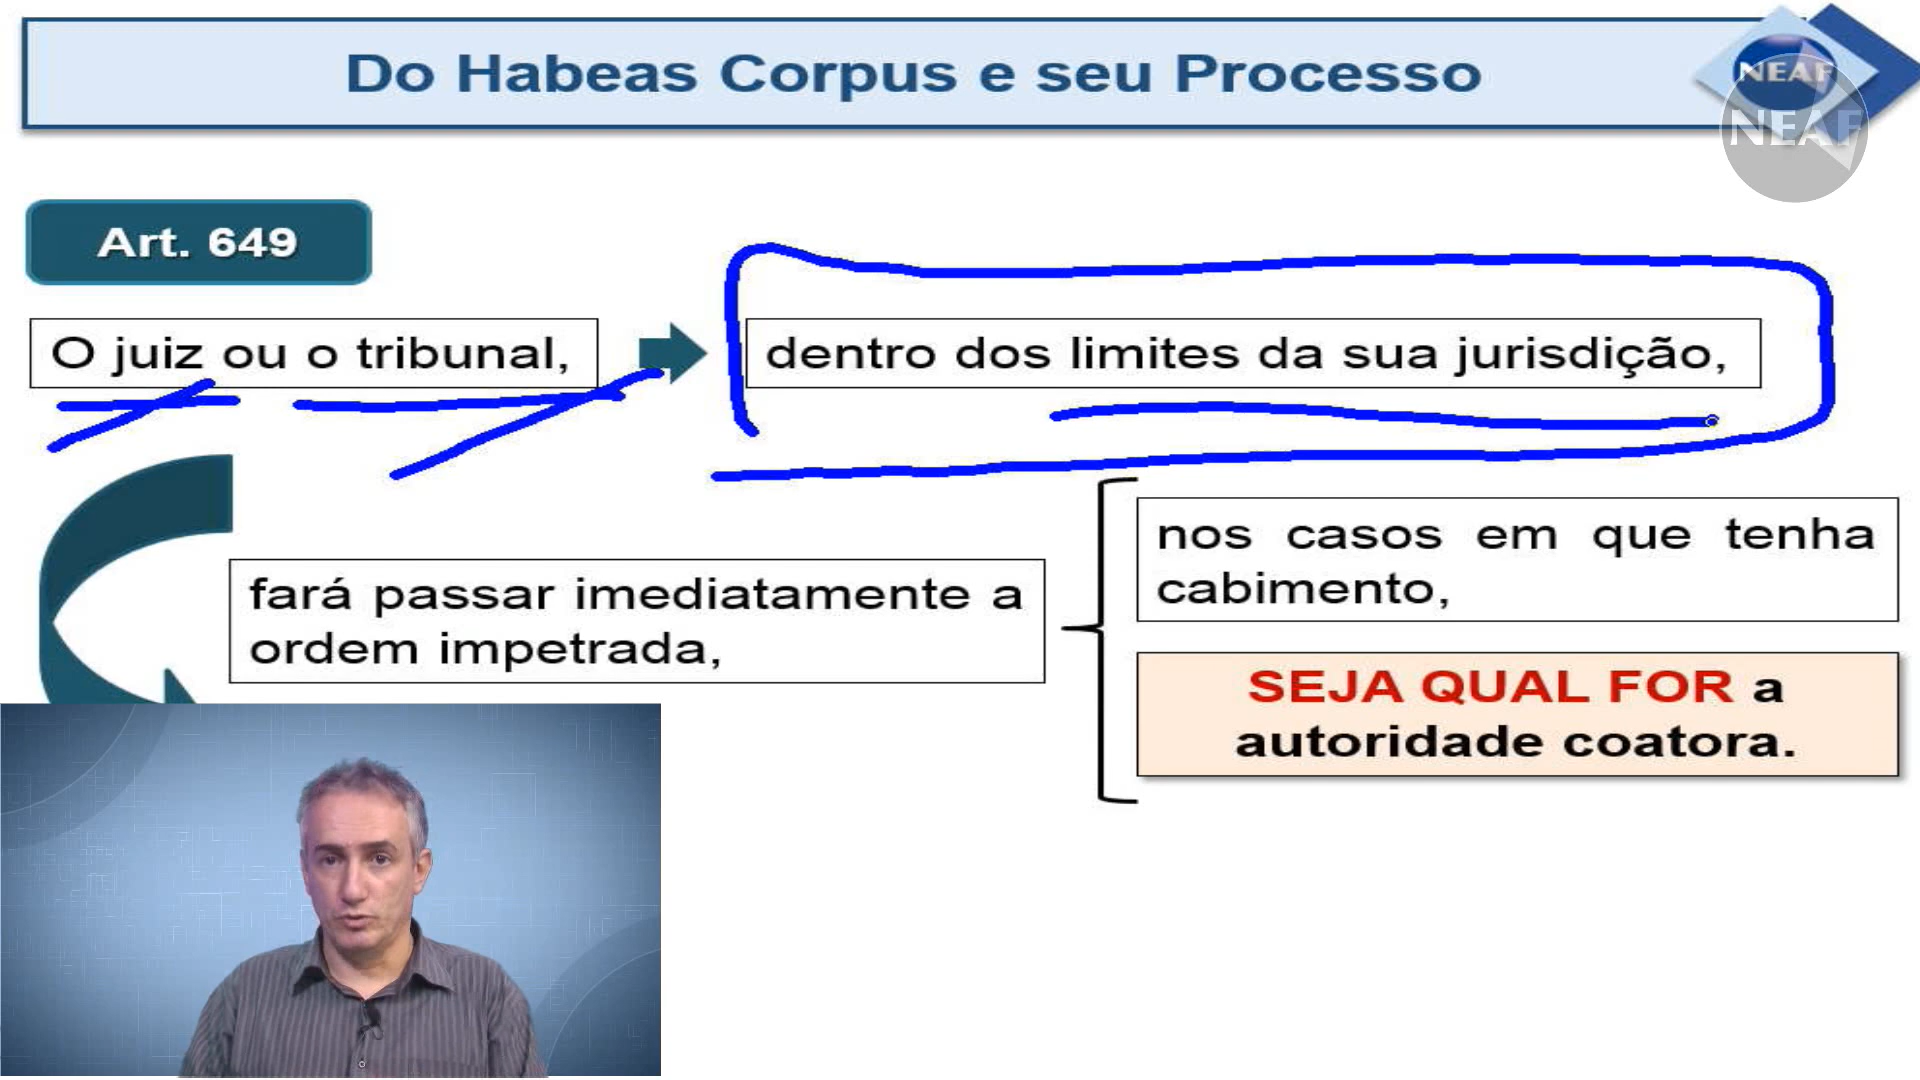 Do Habeas Corpus e seu Processo
NEAF
NEAF
Art. 649
O juiz ou o tribunal,
dentro dos limites da sua jurisdição,
fará passar imediatamente a
ordem impetrada,
nos casos em que tenha
cabimento,
SEJA QUAL FOR a
autoridade coatora.